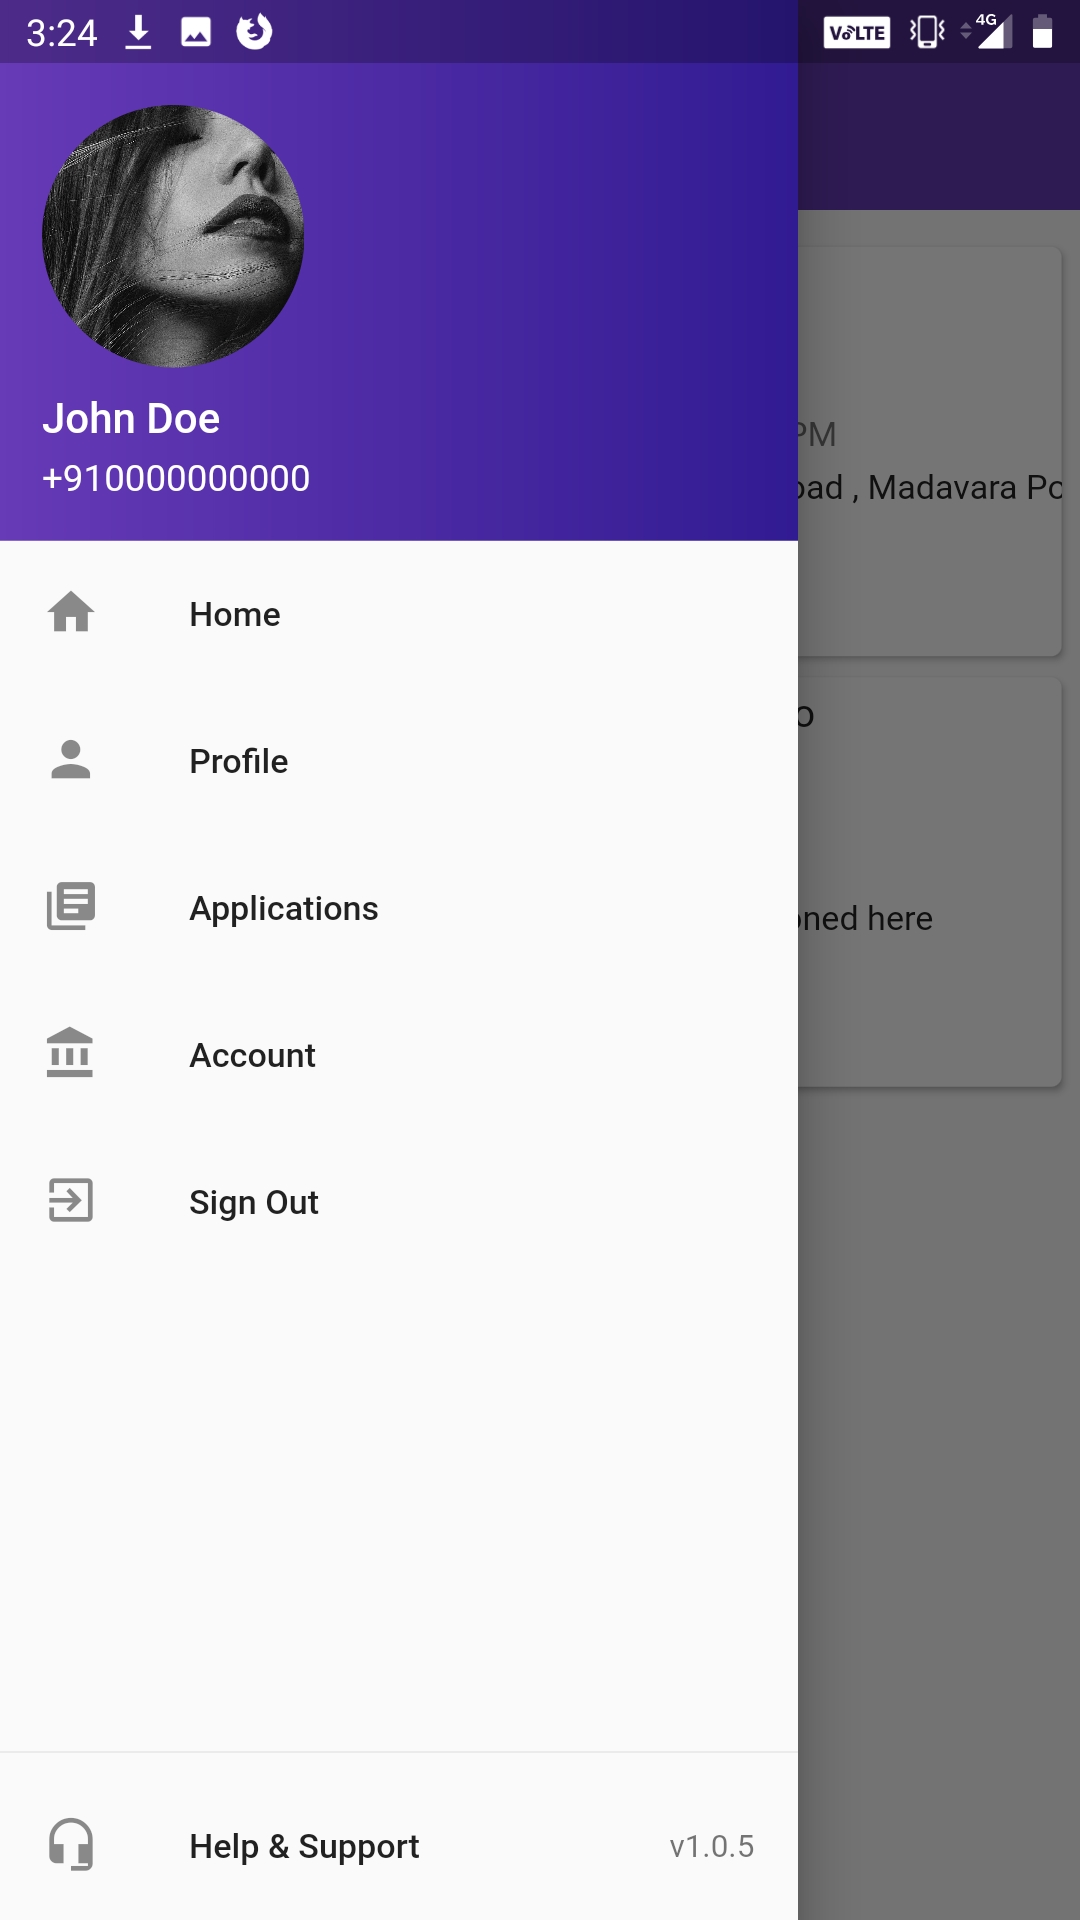 3:24
VoLTE
4G
John Doe
+910000000000
PM
oad , Madavara Po
Home
o
Profile
Applications
oned here
Account
Sign Out
Help & Support
v1.0.5